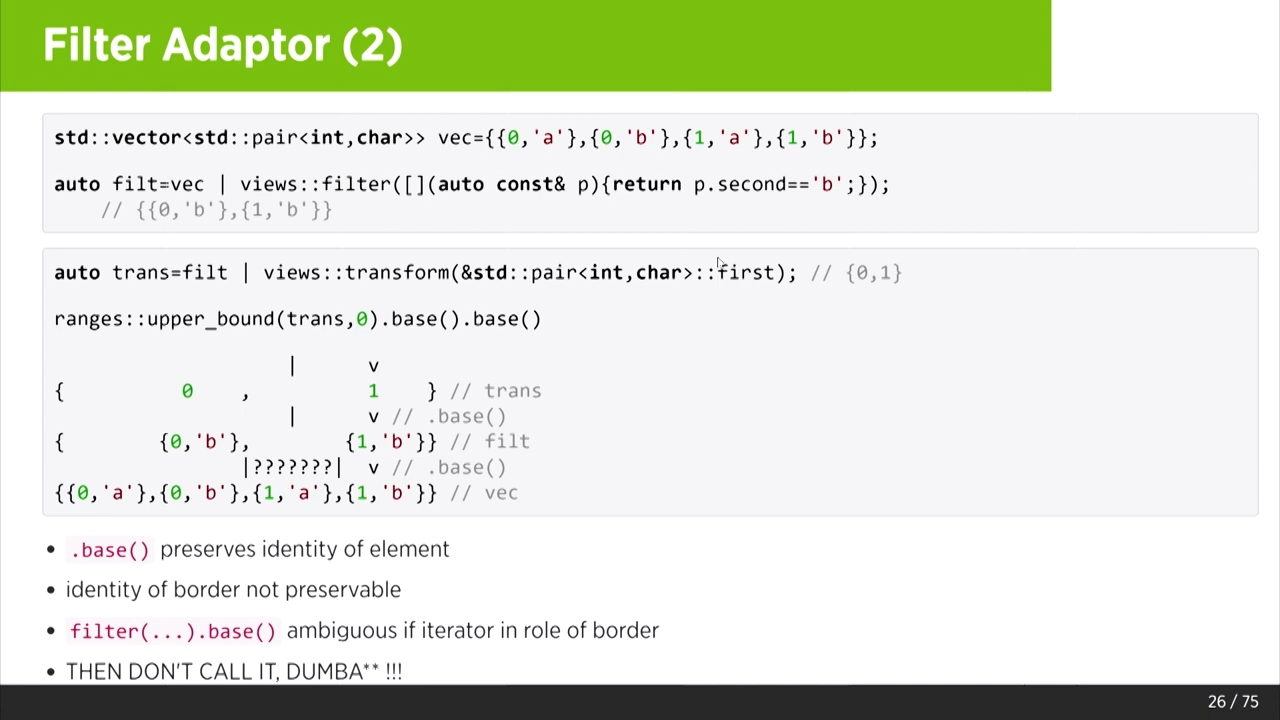 Filter Adaptor (2)
std::vector<std::pair<int,char>> vec={{0,'a'},{0,'b'},{1,'a'},{1,'b'}};
auto filt=vec | views::filter([](auto const& p){return p.second=='b';});
// {{0,'b'},{1,'b'}}
auto trans=filt | views::transform(&std::pair<int,char>::first); // {0,1}
ranges::upper_bound(trans,0).base().base()
| v
{ 0 , 1 } // trans
| v // .base()
{ {0,'b'}, {1,'b'}} // filt
|???????| v // .base()
{{0,'a'},{0,'b'},{1,'a'},{1,'b'}} // vec
• .base() preserves identity of element
• identity of border not preservable
• filter(...).base() ambiguous if iterator in role of border
• THEN DON'T CALL IT, DUMBA** !!!
26 / 75